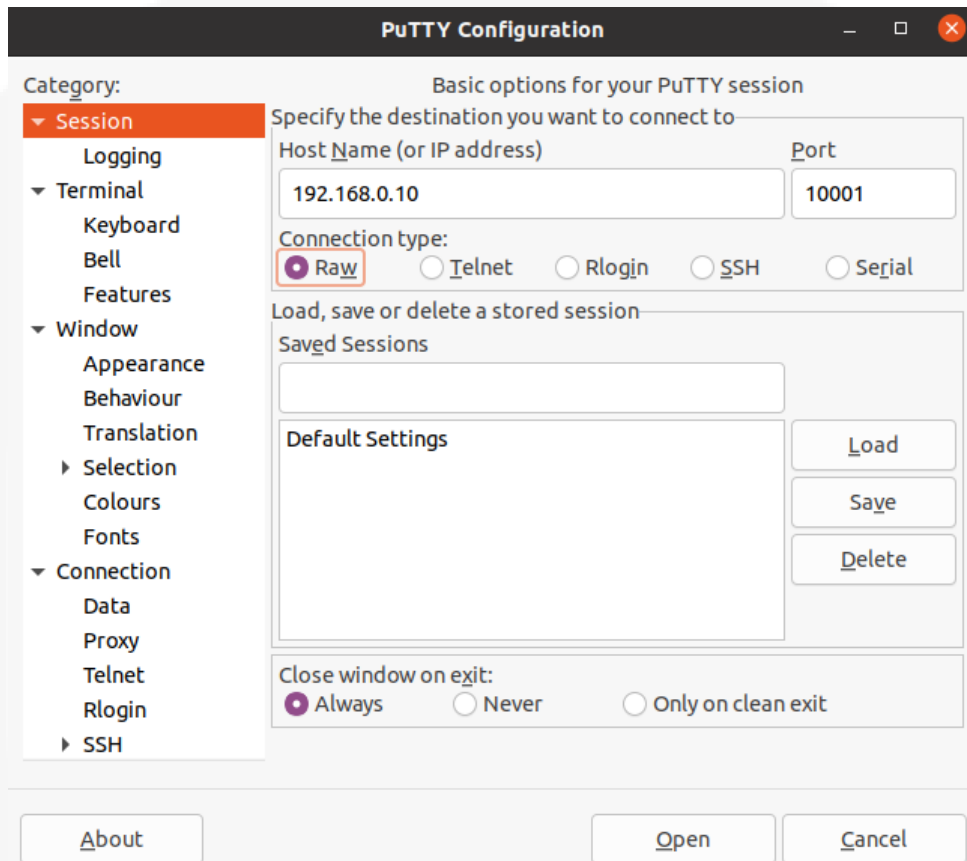 PuTTY Configuration
Category:
Session
Logging
Terminal
Keyboard
Bell
Features
Window
Appearance
Behaviour
Translation
Selection
Colours
Fonts
Connection
Data
Proxy
Telnet
Rlogin
SSH
Basic options for your PuTTY session
Specify the destination you want to connect to
Host Name (or IP address) Port
192.168.0.10 10001
Connection type:
Raw Telnet Rlogin SSH Serial
Load, save or delete a stored session
Saved Sessions
Default Settings
Load
Save
Delete
Close window on exit:
Always Never Only on clean exit
About Open Cancel